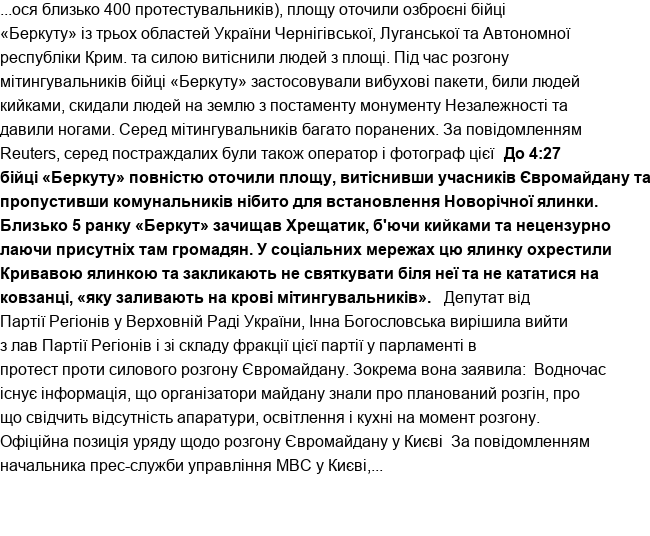 ...ося близько 400 протестувальників), площу оточили озброєні бійці
«Беркуту» із трьох областей України Чернігівської, Луганської та Автономної
республіки Крим. та силою витіснили людей з площі. Під час розгону
мітингувальників бійці «Беркуту» застосовували вибухові пакети, били людей
кийками, скидали людей на землю з постаменту монументу Незалежності та
давили ногами. Серед мітингувальників багато поранених. За повідомленням
Reuters, серед постраждалих були також оператор і фотограф цієї До 4:27
бійці «Беркуту» повністю оточили площу, витіснивши учасників Євромайдану та
пропустивши комунальників нібито для встановлення Новорічної ялинки.
Близько 5 ранку «Беркут» зачищав Хрещатик, б'ючи кийками та нецензурно
лаючи присутніх там громадян. У соціальних мережах цю ялинку охрестили
Кривавою ялинкою та закликають не святкувати біля неї та не кататися на
ковзанці, «яку заливають на крові мітингувальників». Депутат від
Партії Регіонів у Верховній Раді України, Інна Богословська вирішила вийти
з лав Партії Регіонів і зі складу фракції цієї партії у парламенті в
протест проти силового розгону Євромайдану. Зокрема вона заявила: Водночас
існує інформація, що організатори майдану знали про планований розгін, про
що свідчить відсутність апаратури, освітлення і кухні на момент розгону.
Офіційна позиція уряду щодо розгону Євромайдану у Києві За повідомленням
начальника прес-служби управління МВС у Києві,...